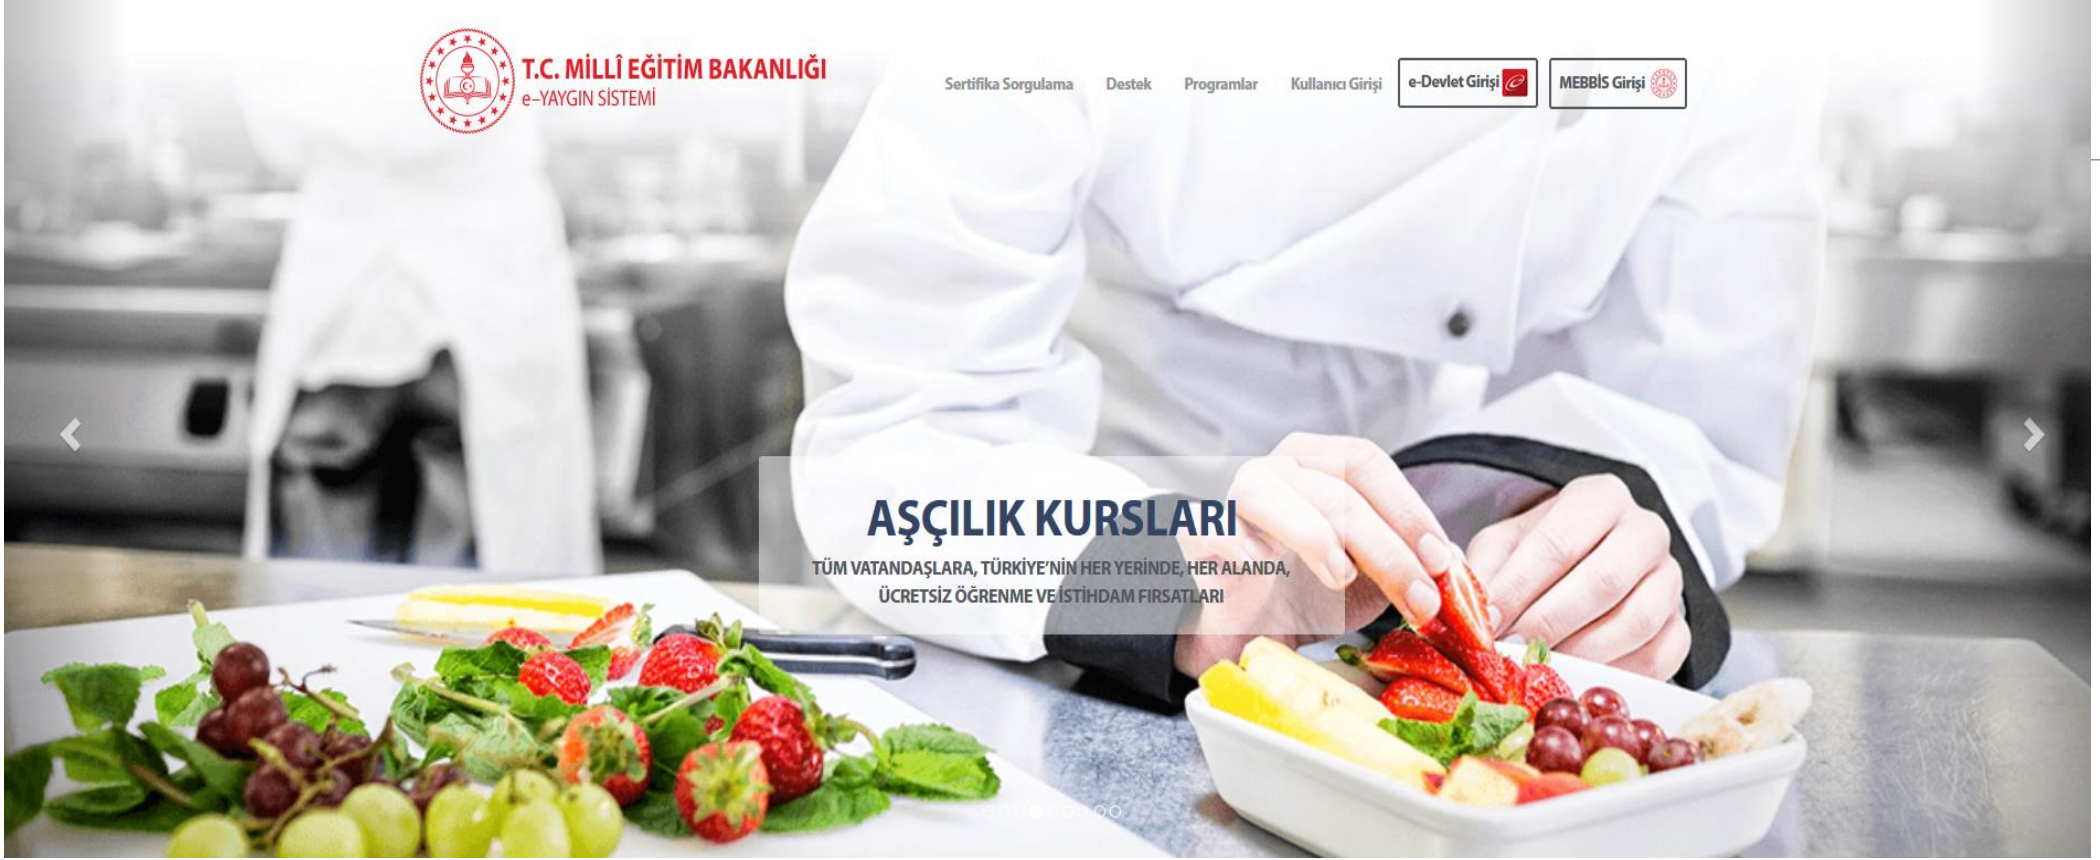 T.C. MİLLÎ EĞİTİM BAKANLIĞI
e-YAYGIN SİSTEMİ
Sertifika Sorgulama
Destek
Programlar
Kullanıcı Girişi
e-Devlet Girişi
MEBBİS Girişi
AŞÇILIK KURSLARI
TÜM VATANDAŞLARA, TÜRKİYE'NİN HER YERİNDE, HER ALANDA,
ÜCRETSİZ ÖĞRENME VE İSTİHDAM FIRSATLARI